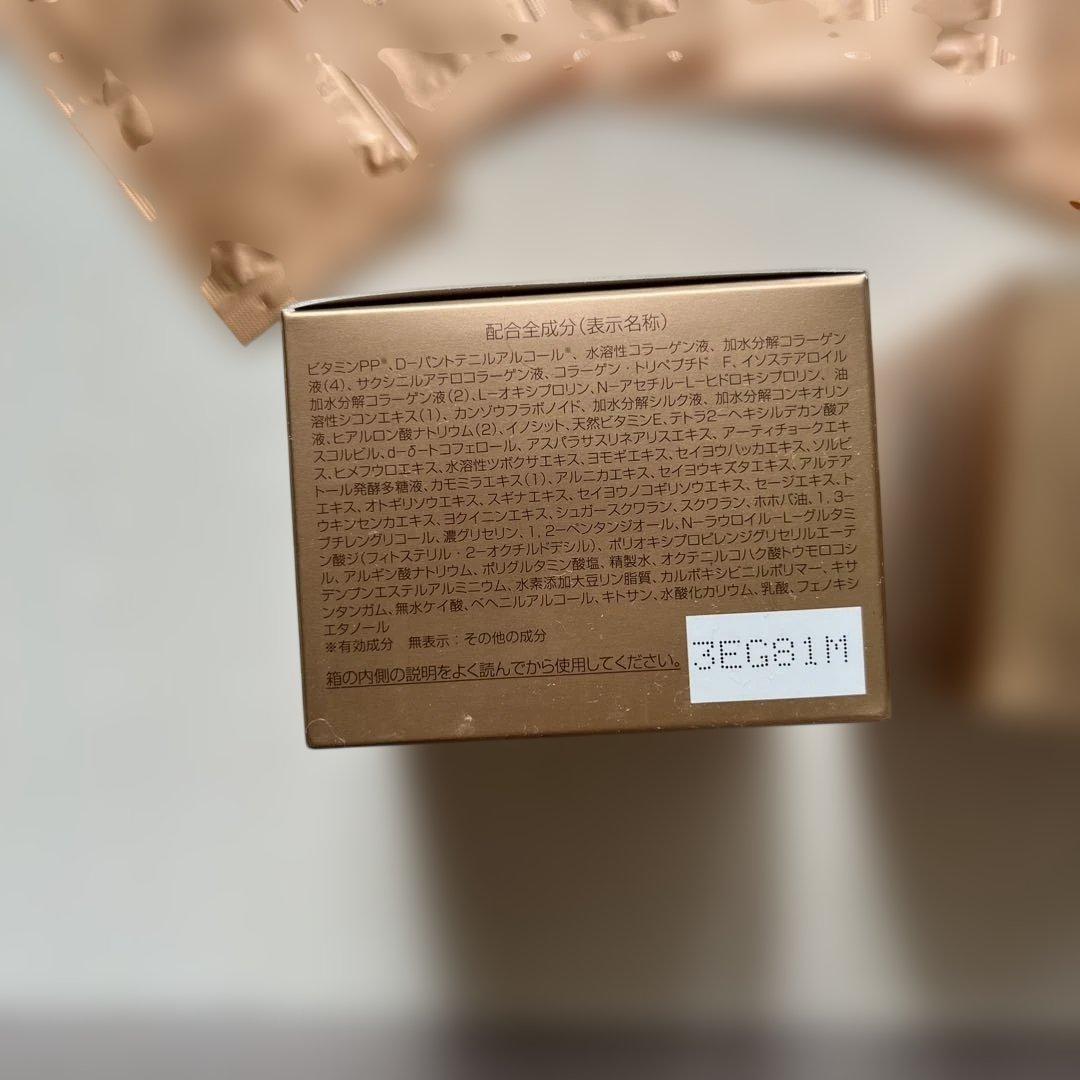 配合全成分(表示名称)
ビタミンPP※、D-パントテニルアルコール※、水溶性コラーゲン液、加水分解コラーゲン
液(4)、サクシニルアテロコラーゲン液、コラーゲン・トリペプチド F、イソステアロイル
加水分解コラーゲン液(2)、L-オキシプロリン、N-アセチル-L-ヒドロキシプロリン、油
溶性シコンエキス(1)、カンゾウフラボノイド、加水分解シルク液、加水分解コンキオリン
液、ヒアルロン酸ナトリウム(2)、イノシット、天然ビタミンE、テトラ2-ヘキシルデカン酸ア
スコルビル、d-δ-トコフェロール、アスパラサスリネアリスエキス、アーティチョークエキ
ス、ヒメフウロエキス、水溶性ツボクサエキス、ヨモギエキス、セイヨウハッカエキス、ソルビ
トール発酵多糖液、カモミラエキス(1)、アルニカエキス、セイヨウキズタエキス、アルテア
エキス、オトギリソウエキス、スギナエキス、セイヨウノコギリソウエキス、セージエキス、ト
ウキンセンカエキス、ヨクイニンエキス、シュガースクワラン、スクワラン、ホホバ油、1,3-
ブチレングリコール、濃グリセリン、1,2-ペンタンジオール、N-ラウロイル-L-グルタミ
ン酸ジ(フィトステリル・2-オクチルドデシル)、ポリオキシプロピレンジグリセリルエーテ
ル、アルギン酸ナトリウム、ポリグルタミン酸塩、精製水、オクテニルコハク酸トウモロコシ
デンプンエステルアルミニウム、水素添加大豆リン脂質、カルボキシビニルポリマー、キサ
ンタンガム、無水ケイ酸、ベヘニルアルコール、キトサン、水酸化カリウム、乳酸、フェノキシ
エタノール
※有効成分 無表示:その他の成分
箱の内側の説明をよく読んでから使用してください。
3EG81M